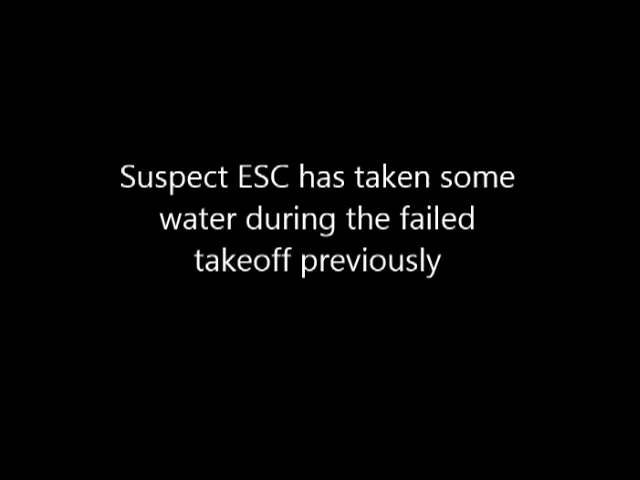 Suspect ESC has taken some
water during the failed
takeoff previously